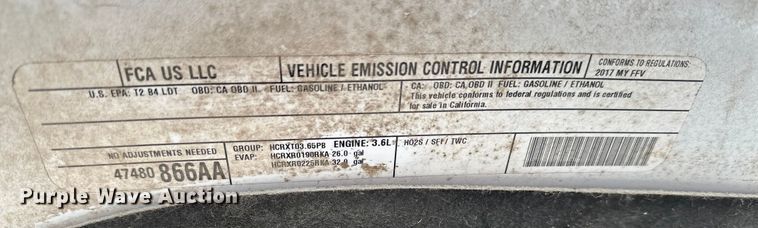 FCA US LLC
VEHICLE EMISSION CONTROL INFORMATION
CONFORMS TO REGULATIONS:
2017 MY FFV
U.S. EPA: T2 B4 LDT OBD: CA OBD II FUEL: GASOLINE / ETHANOL
CA: OBD: CA OBD II FUEL: GASOLINE / ETHANOL
This vehicle conforms to federal regulations and is certified
for sale in California.
NO ADJUSTMENTS NEEDED
47480 866AA
GROUP: HCRXT03.65PB ENGINE: 3.6L
EVAP: HCRXR0190RKA 26.0 gal
HCRXR0225RKA 32.0 gal
HO2S / SFI / TWC
Purple Wave Auction